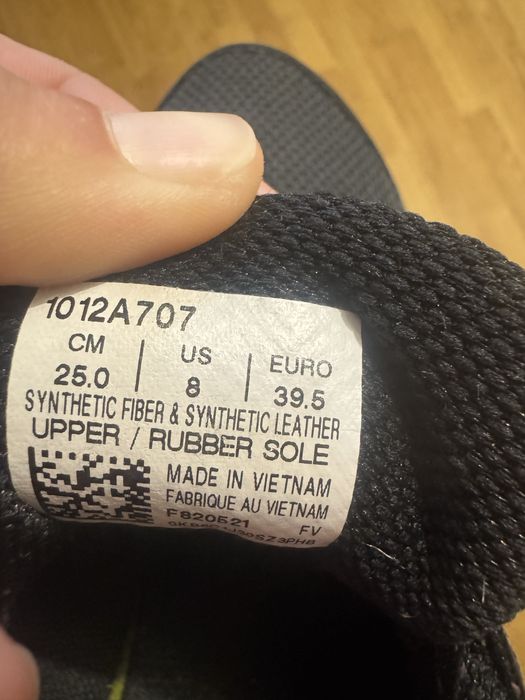 1012A707
CM | US | EURO
25.0 | 8 | 39.5
SYNTHETIC FIBER & SYNTHETIC LEATHER
UPPER / RUBBER SOLE
MADE IN VIETNAM
FABRIQUE AU VIETNAM
F820521 FV